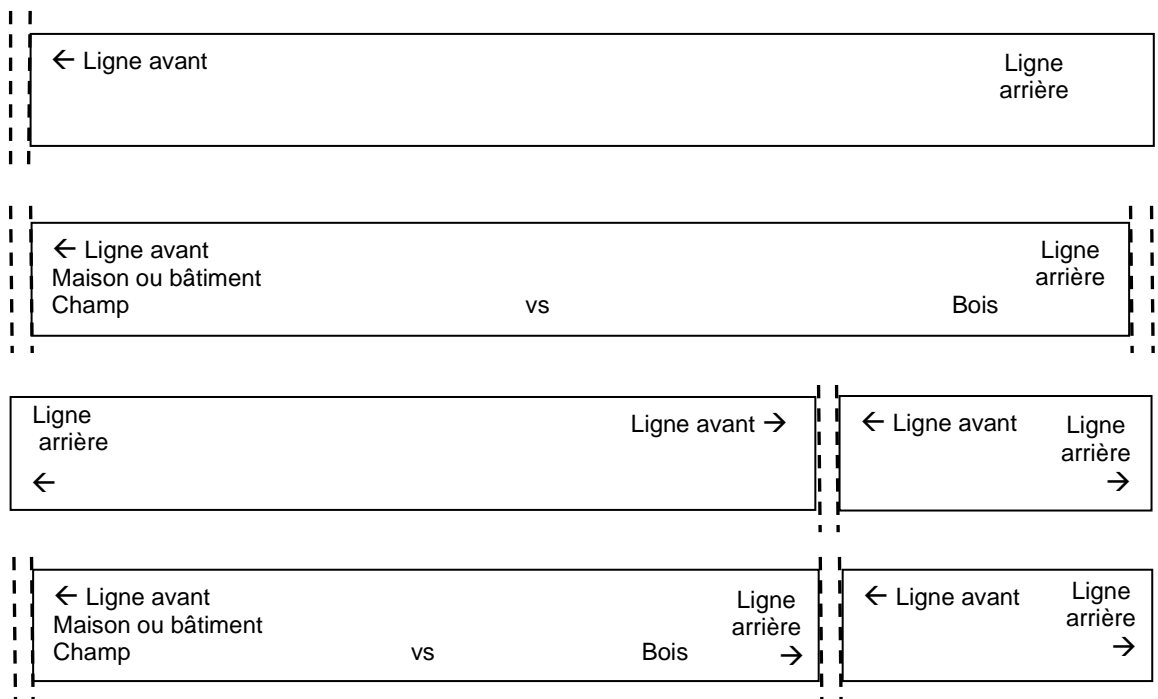 ← Ligne avant
Ligne
arrière
← Ligne avant
Maison ou bâtiment
Champ vs Bois
Ligne
arrière
Ligne
arrière
←
Ligne avant →
← Ligne avant
Ligne
arrière
→
← Ligne avant
Maison ou bâtiment
Champ vs Bois
Ligne
arrière
→
← Ligne avant
Ligne
arrière
→